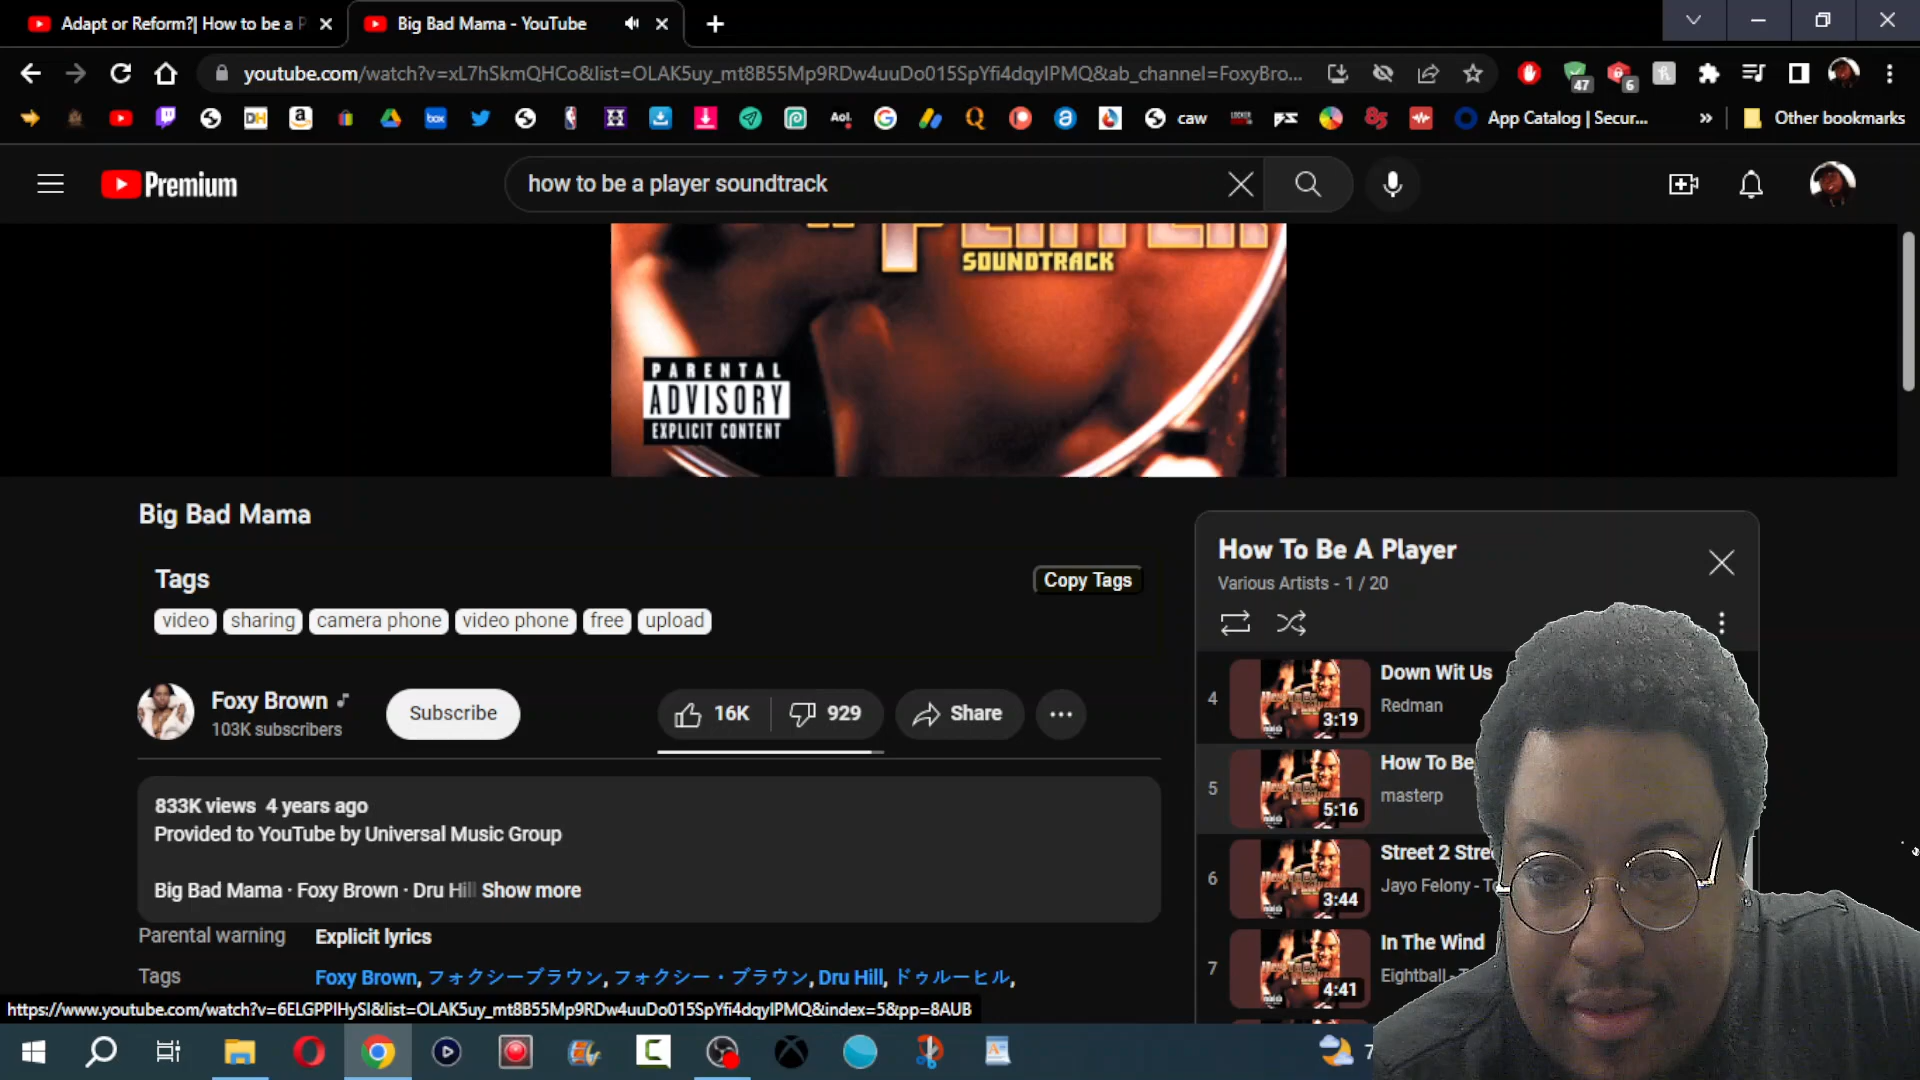 Adapt or Reform?| How to be a P
Big Bad Mama - YouTube
youtube.com/watch?v=xL7hSkmQHCo&list=OLAK5uy_mt8B55Mp9RDw4uuDo015SpYfi4dqyIPMQ&ab_channel=FoxyBro...
47
6
DH
box
Aol.
caw
App Catalog | Secur...
»
Other bookmarks
Premium
how to be a player soundtrack
SOUNDTRACK
PARENTAL
ADVISORY
EXPLICIT CONTENT
Big Bad Mama
Tags
Copy Tags
video
sharing
camera phone
video phone
free
upload
Foxy Brown
103K subscribers
Subscribe
16K
929
Share
833K views 4 years ago
Provided to YouTube by Universal Music Group
Big Bad Mama · Foxy Brown · Dru Hill Show more
Parental warning
Explicit lyrics
Tags
Foxy Brown, フォクシーブラウン, フォクシー・ブラウン, Dru Hill, ドゥルーヒル,
How To Be A Player
Various Artists - 1 / 20
4
3:19
Down Wit Us
Redman
5
5:16
How To Be
masterp
6
3:44
Street 2 Stre
Jayo Felony - To
7
4:41
In The Wind
Eightball - T
https://www.youtube.com/watch?v=6ELGPPIHySI&list=OLAK5uy_mt8B55Mp9RDw4uuDo015SpYfi4dqyIPMQ&index=5&pp=8AUB
7